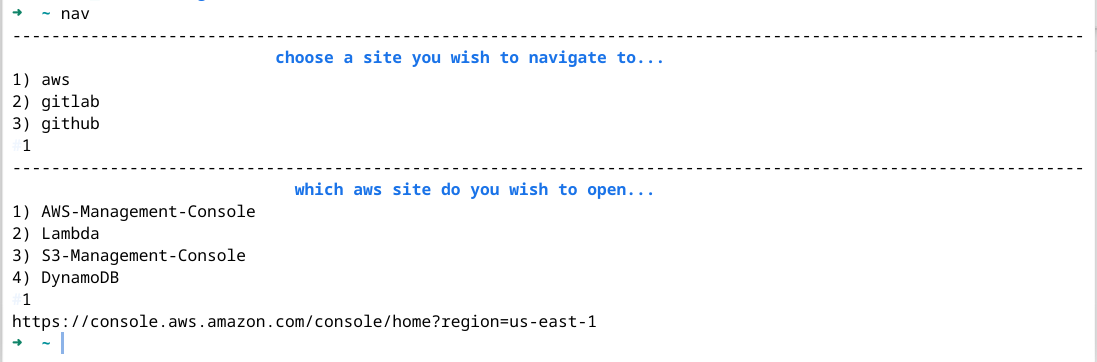 ➜ ~ nav
--------------------------------------------------------------------------------------------------------------
choose a site you wish to navigate to...
1) aws
2) gitlab
3) github
1
--------------------------------------------------------------------------------------------------------------
which aws site do you wish to open...
1) AWS-Management-Console
2) Lambda
3) S3-Management-Console
4) DynamoDB
#1
https://console.aws.amazon.com/console/home?region=us-east-1
➜ ~